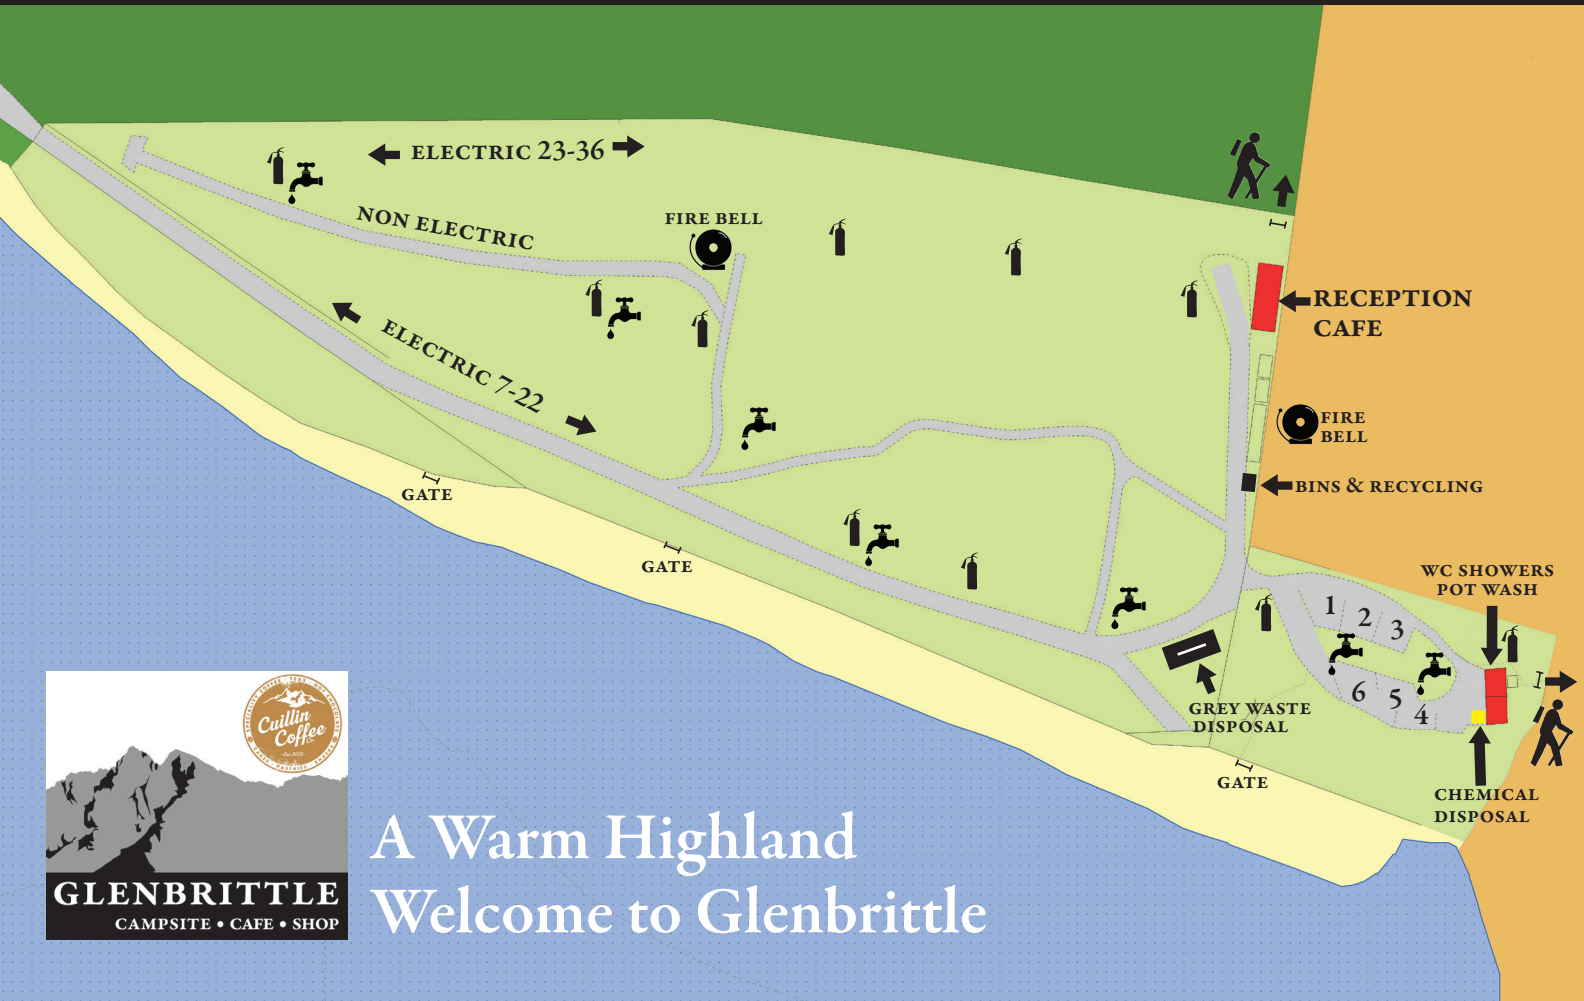 ELECTRIC 23-36
NON ELECTRIC
FIRE BELL
ELECTRIC 7-22
RECEPTION
CAFE
FIRE
BELL
BINS & RECYCLING
GATE
GATE
WC SHOWERS
POT WASH
1
2
3
6
5
4
GREY WASTE
DISPOSAL
GATE
CHEMICAL
DISPOSAL
Cuillin
Coffee
Co.
GLENBRITTLE
CAMPSITE • CAFE • SHOP
A Warm Highland
Welcome to Glenbrittle